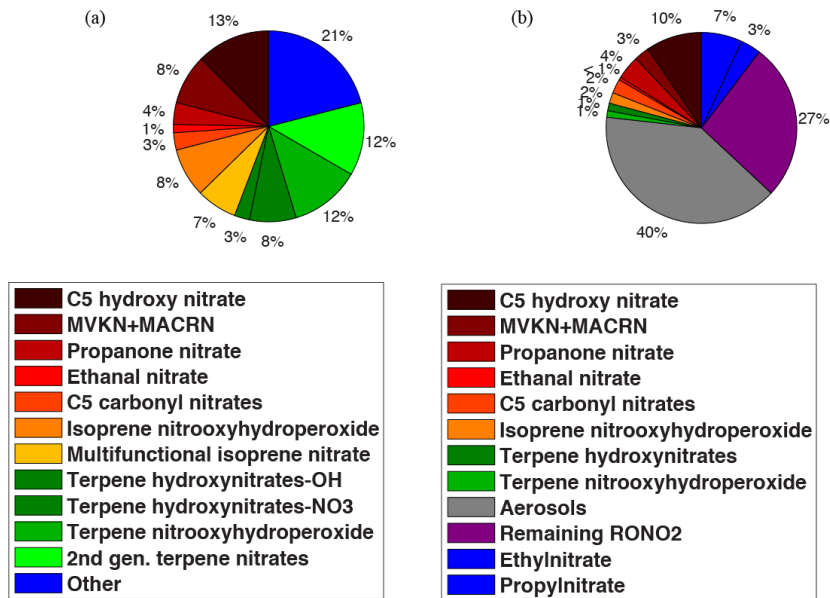 (a)
13%
21%
8%
4%
1%
3%
8%
7%
3%
8%
12%
12%
C5 hydroxy nitrate
MVKN+MACRN
Propanone nitrate
Ethanal nitrate
C5 carbonyl nitrates
Isoprene nitrooxyhydroperoxide
Multifunctional isoprene nitrate
Terpene hydroxynitrates-OH
Terpene hydroxynitrates-NO3
Terpene nitrooxyhydroperoxide
2nd gen. terpene nitrates
Other
(b)
10%
7%
3%
3%
4%
< 1%
2%
2%
1%
1%
27%
40%
C5 hydroxy nitrate
MVKN+MACRN
Propanone nitrate
Ethanal nitrate
C5 carbonyl nitrates
Isoprene nitrooxyhydroperoxide
Terpene hydroxynitrates
Terpene nitrooxyhydroperoxide
Aerosols
Remaining RONO2
Ethylnitrate
Propylnitrate